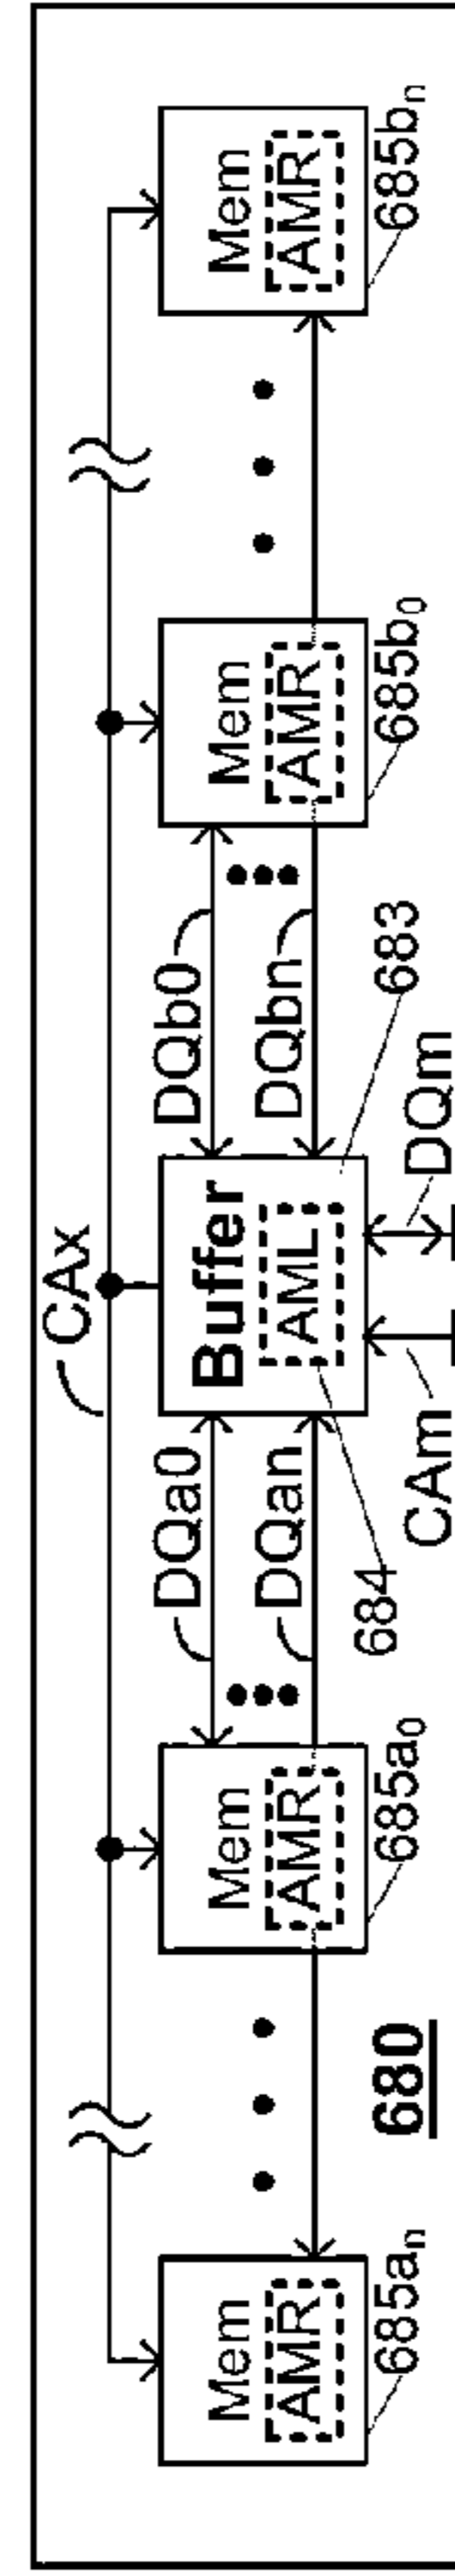 CAx
Mem
AMR
685aₙ
680
Mem
AMR
685a₀
DQa0
DQan
684
Buffer
AML
CAm
DQm
683
DQb0
DQbn
Mem
AMR
685b₀
Mem
AMR
685bₙ